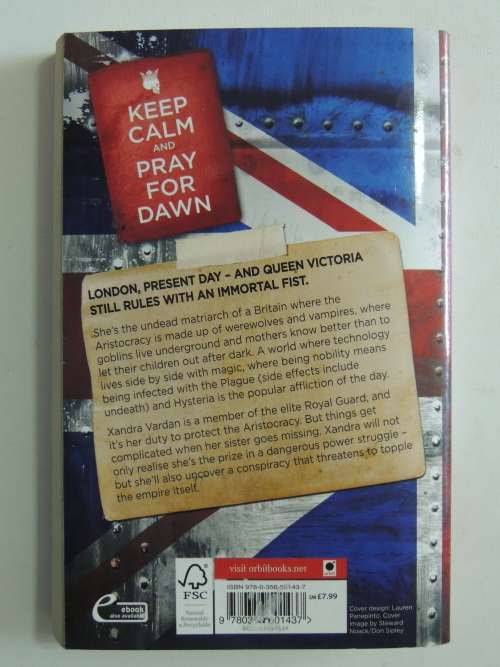 KEEP
CALM
AND
PRAY
FOR
DAWN
LONDON, PRESENT DAY – AND QUEEN VICTORIA
STILL RULES WITH AN IMMORTAL FIST.
She's the undead matriarch of a Britain where the
Aristocracy is made up of werewolves and vampires, where
goblins live underground and mothers know better than to
let their children out after dark. A world where technology
lives side by side with magic, where being nobility means
being infected with the Plague (side effects include
undeath) and Hysteria is the popular affliction of the day.
Xandra Vardan is a member of the elite Royal Guard, and
it's her duty to protect the Aristocracy. But things get
complicated when her sister goes missing. Xandra will not
only realise she's the prize in a dangerous power struggle –
but she'll also uncover a conspiracy that threatens to topple
the empire itself.
visit orbitbooks.net
ISBN 978-0-356-50143-7
UK £7.99
FSC
ebook
also available
Cover design: Lauren
Panepinto. Cover
image by Steward
Noack/Don Sipley